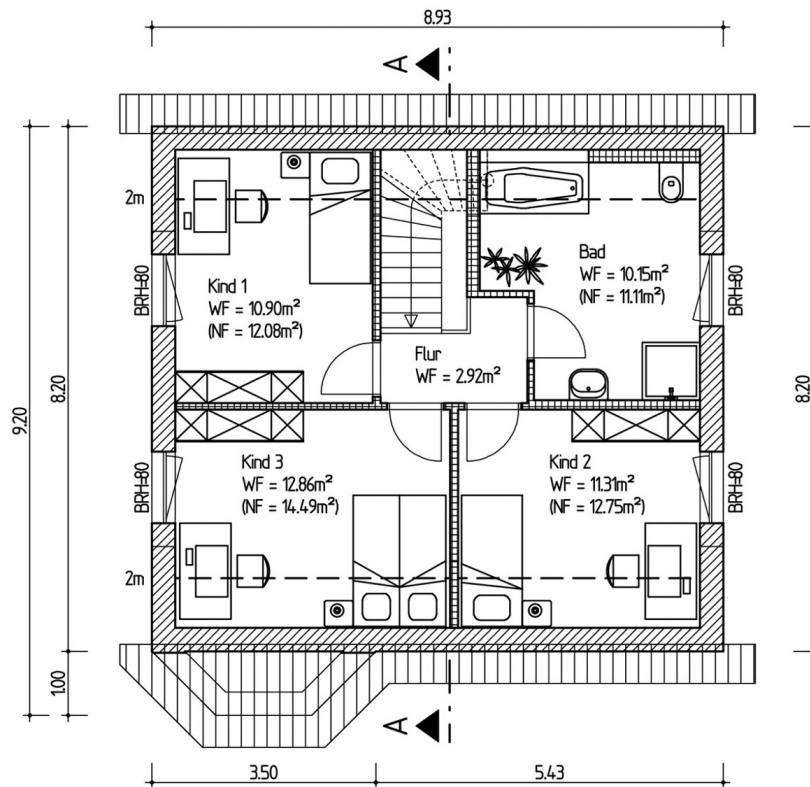 8.93
A
2m
Kind 1
WF = 10.90m²
(NF = 12.08m²)
BRH=80
Bad
WF = 10.15m²
(NF = 11.11m²)
BRH=80
Flur
WF = 2.92m²
9.20
8.20
8.20
Kind 3
WF = 12.86m²
(NF = 14.49m²)
BRH=80
Kind 2
WF = 11.31m²
(NF = 12.75m²)
BRH=80
2m
1.00
A
3.50
5.43